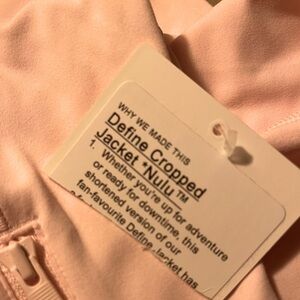 WHY WE MADE THIS
Define Cropped
Jacket *Nulu™
1. Whether you're up for adventure
or ready for downtime, this
shortened version of our
fan-favourite Define Jacket has